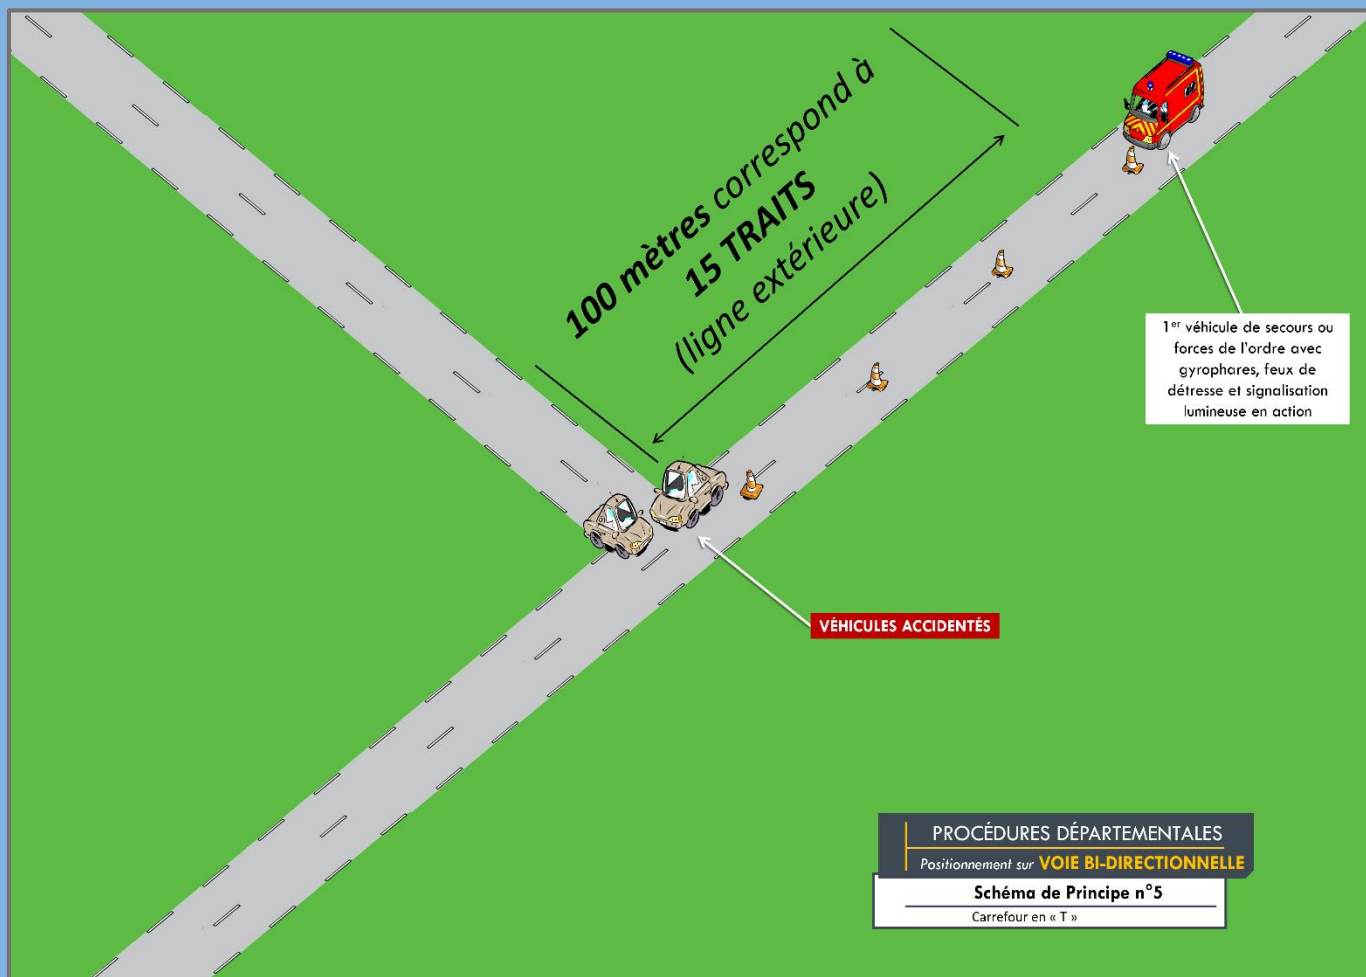 100 mètres correspond à
15 TRAITS
(ligne extérieure)
1er véhicule de secours ou
forces de l'ordre avec
gyrophares, feux de
détresse et signalisation
lumineuse en action
VÉHICULES ACCIDENTÉS
PROCÉDURES DÉPARTEMENTALES
Positionnement sur VOIE BI-DIRECTIONNELLE
Schéma de Principe n°5
Carrefour en « T »